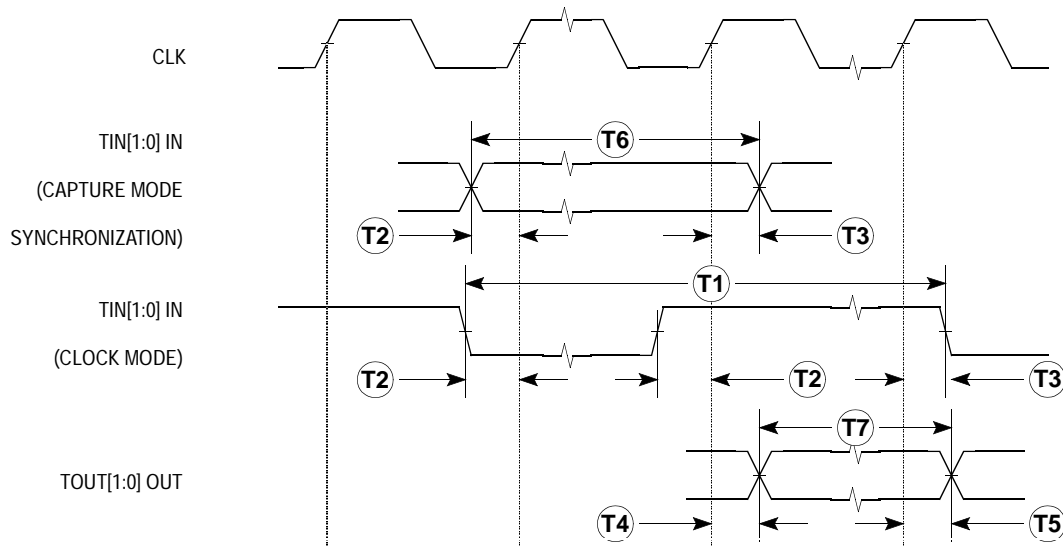 CLK
TIN[1:0] IN
T6
(CAPTURE MODE
SYNCHRONIZATION)
T2
T3
T1
TIN[1:0] IN
(CLOCK MODE)
T2
T2
T3
T7
TOUT[1:0] OUT
T4
T5